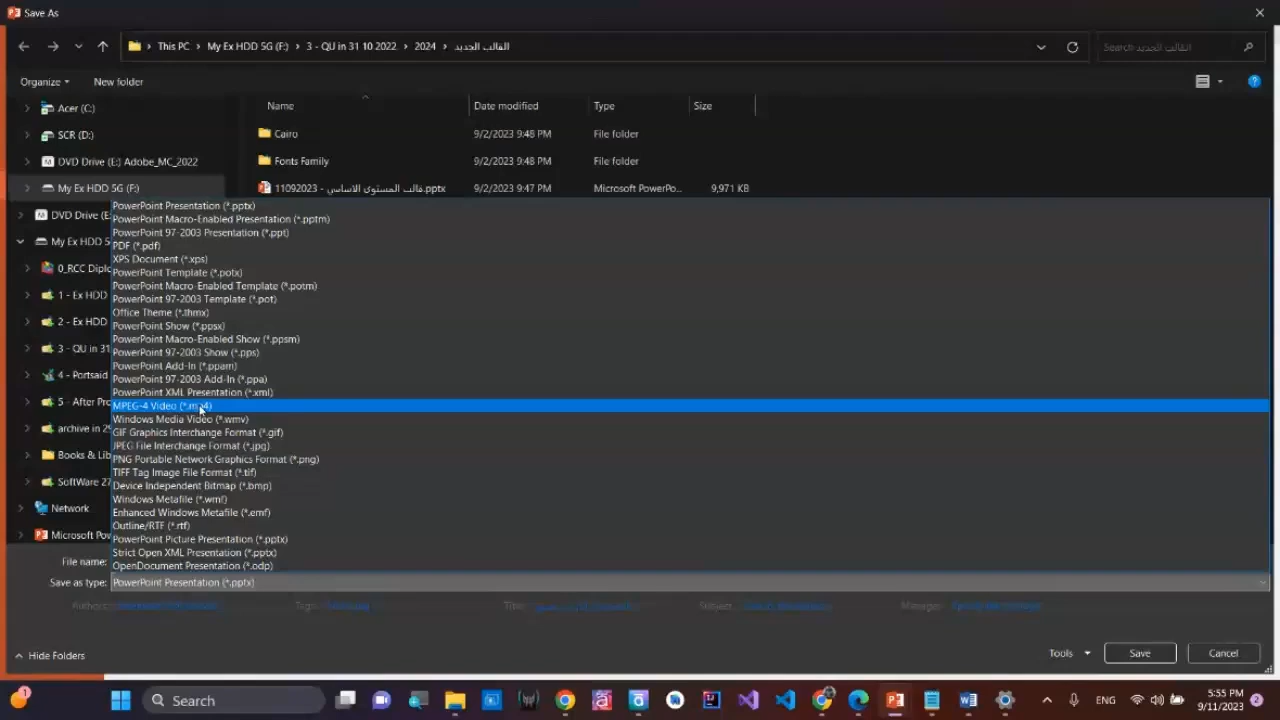 Save As
This PC > My Ex HDD 5G (F:) > 3 - QU in 31 10 2022 > 2024 > القالب الجديد
Search القالب الجديد
Organize
New folder
Name
Date modified
Type
Size
Acer (C:)
SCR (D:)
DVD Drive (E:) Adobe_MC_2022
My Ex HDD 5G (F:)
DVD Drive (E:
My Ex HDD 5
0_RCC Diplo
1 - Ex HDD
2 - Ex HDD
3 - QU in 31
4 - Portsaid
5 - After Pro
archive in 29
Books & Lib
SoftWare 27
Network
Microsoft Pow
Cairo 9/2/2023 9:48 PM File folder
Fonts Family 9/2/2023 9:48 PM File folder
11092023 - قالب المستوى الاساسي.pptx 9/2/2023 9:47 PM Microsoft PowerPo... 9,971 KB
PowerPoint Presentation (*.pptx)
PowerPoint Macro-Enabled Presentation (*.pptm)
PowerPoint 97-2003 Presentation (*.ppt)
PDF (*.pdf)
XPS Document (*.xps)
PowerPoint Template (*.potx)
PowerPoint Macro-Enabled Template (*.potm)
PowerPoint 97-2003 Template (*.pot)
Office Theme (*.thmx)
PowerPoint Show (*.ppsx)
PowerPoint Macro-Enabled Show (*.ppsm)
PowerPoint 97-2003 Show (*.pps)
PowerPoint Add-In (*.ppam)
PowerPoint 97-2003 Add-In (*.ppa)
PowerPoint XML Presentation (*.xml)
MPEG-4 Video (*.mp4)
Windows Media Video (*.wmv)
GIF Graphics Interchange Format (*.gif)
JPEG File Interchange Format (*.jpg)
PNG Portable Network Graphics Format (*.png)
TIFF Tag Image File Format (*.tif)
Device Independent Bitmap (*.bmp)
Windows Metafile (*.wmf)
Enhanced Windows Metafile (*.emf)
Outline/RTF (*.rtf)
PowerPoint Picture Presentation (*.pptx)
Strict Open XML Presentation (*.pptx)
OpenDocument Presentation (*.odp)
File name:
Save as type: PowerPoint Presentation (*.pptx)
Authors:
Tags:
Title:
Subject:
Manager:
Hide Folders
Tools
Save
Cancel
1
Search
ENG
5:55 PM
9/11/2023
2